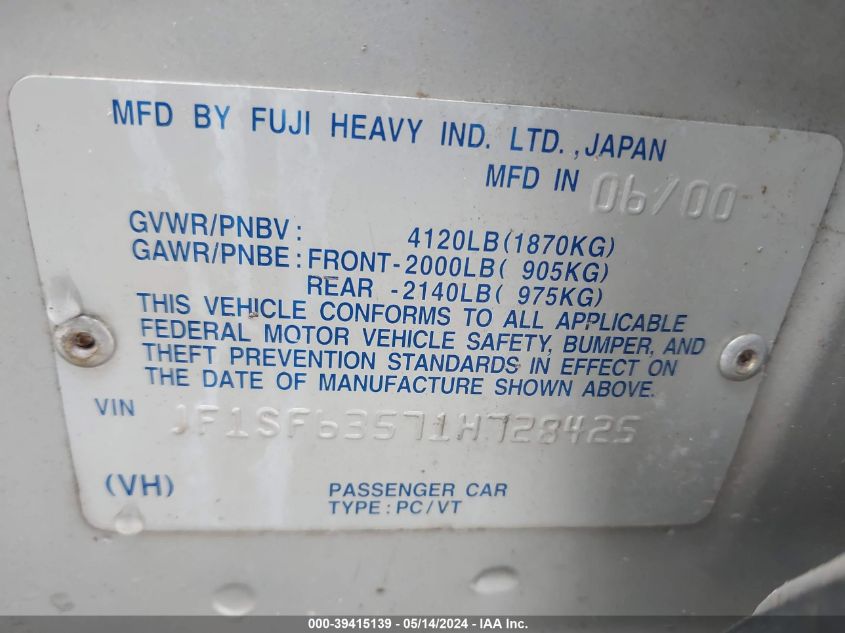 MFD BY FUJI HEAVY IND. LTD.,JAPAN
MFD IN 06/00
GVWR/PNBV: 4120LB(1870KG)
GAWR/PNBE:FRONT-2000LB( 905KG)
REAR -2140LB( 975KG)
THIS VEHICLE CONFORMS TO ALL APPLICABLE
FEDERAL MOTOR VEHICLE SAFETY, BUMPER, AND
THEFT PREVENTION STANDARDS IN EFFECT ON
THE DATE OF MANUFACTURE SHOWN ABOVE.
VIN JF1SF63571H728425
(VH) PASSENGER CAR
TYPE:PC/VT
000-39415139 - 05/14/2024 - IAA Inc.